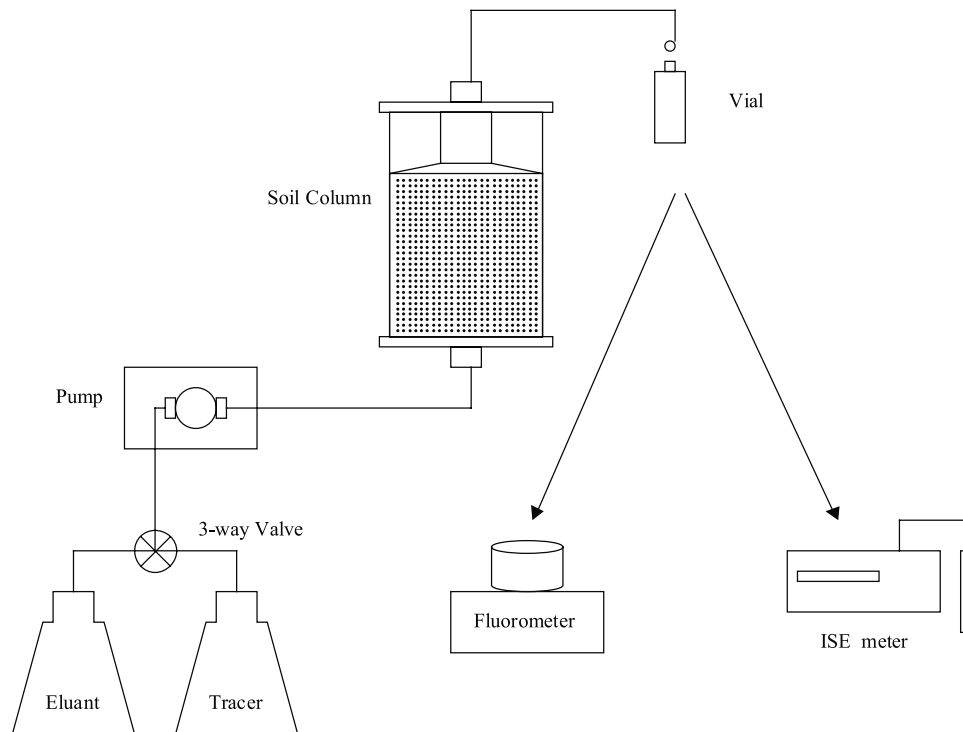 Vial
Soil Column
Pump
3-way Valve
Fluorometer
ISE meter
Eluant
Tracer